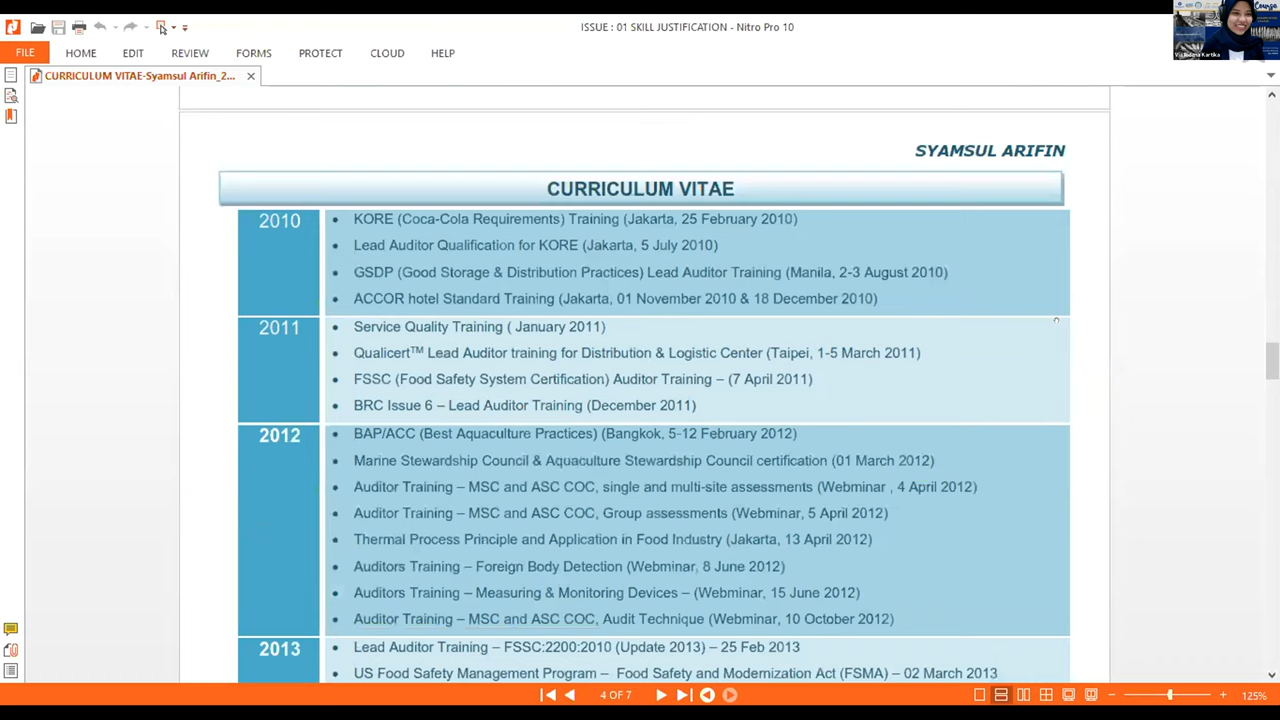 ISSUE : 01 SKILL JUSTIFICATION - Nitro Pro 10
FILE HOME EDIT REVIEW FORMS PROTECT CLOUD HELP
CURRICULUM VITAE-Syamsul Arifin_2...
SYAMSUL ARIFIN
CURRICULUM VITAE
2010
• KORE (Coca-Cola Requirements) Training (Jakarta, 25 February 2010)
• Lead Auditor Qualification for KORE (Jakarta, 5 July 2010)
• GSDP (Good Storage & Distribution Practices) Lead Auditor Training (Manila, 2-3 August 2010)
• ACCOR hotel Standard Training (Jakarta, 01 November 2010 & 18 December 2010)
2011
• Service Quality Training ( January 2011)
• Qualicert™ Lead Auditor training for Distribution & Logistic Center (Taipei, 1-5 March 2011)
• FSSC (Food Safety System Certification) Auditor Training – (7 April 2011)
• BRC Issue 6 – Lead Auditor Training (December 2011)
2012
• BAP/ACC (Best Aquaculture Practices) (Bangkok, 5-12 February 2012)
• Marine Stewardship Council & Aquaculture Stewardship Council certification (01 March 2012)
• Auditor Training – MSC and ASC COC, single and multi-site assessments (Webminar , 4 April 2012)
• Auditor Training – MSC and ASC COC, Group assessments (Webminar, 5 April 2012)
• Thermal Process Principle and Application in Food Industry (Jakarta, 13 April 2012)
• Auditors Training – Foreign Body Detection (Webminar, 8 June 2012)
• Auditors Training – Measuring & Monitoring Devices – (Webminar, 15 June 2012)
• Auditor Training – MSC and ASC COC, Audit Technique (Webminar, 10 October 2012)
2013
• Lead Auditor Training – FSSC:2200:2010 (Update 2013) – 25 Feb 2013
• US Food Safety Management Program – Food Safety and Modernization Act (FSMA) – 02 March 2013
4 OF 7
125%